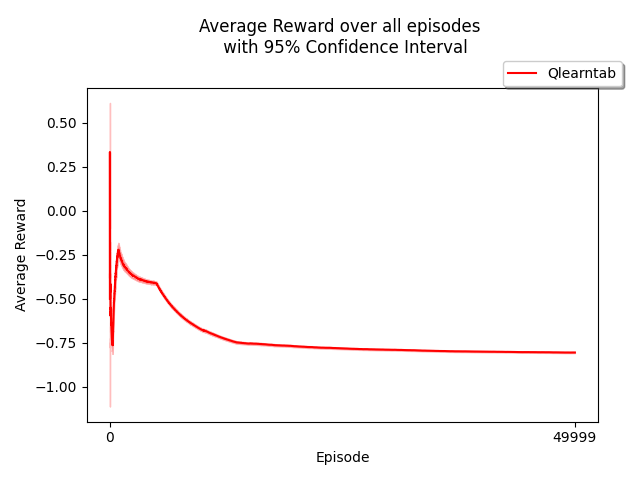 Average Reward over all episodes
with 95% Confidence Interval
Qlearntab
0.50
0.25
0.00
−0.25
−0.50
−0.75
−1.00
Average Reward
0
49999
Episode